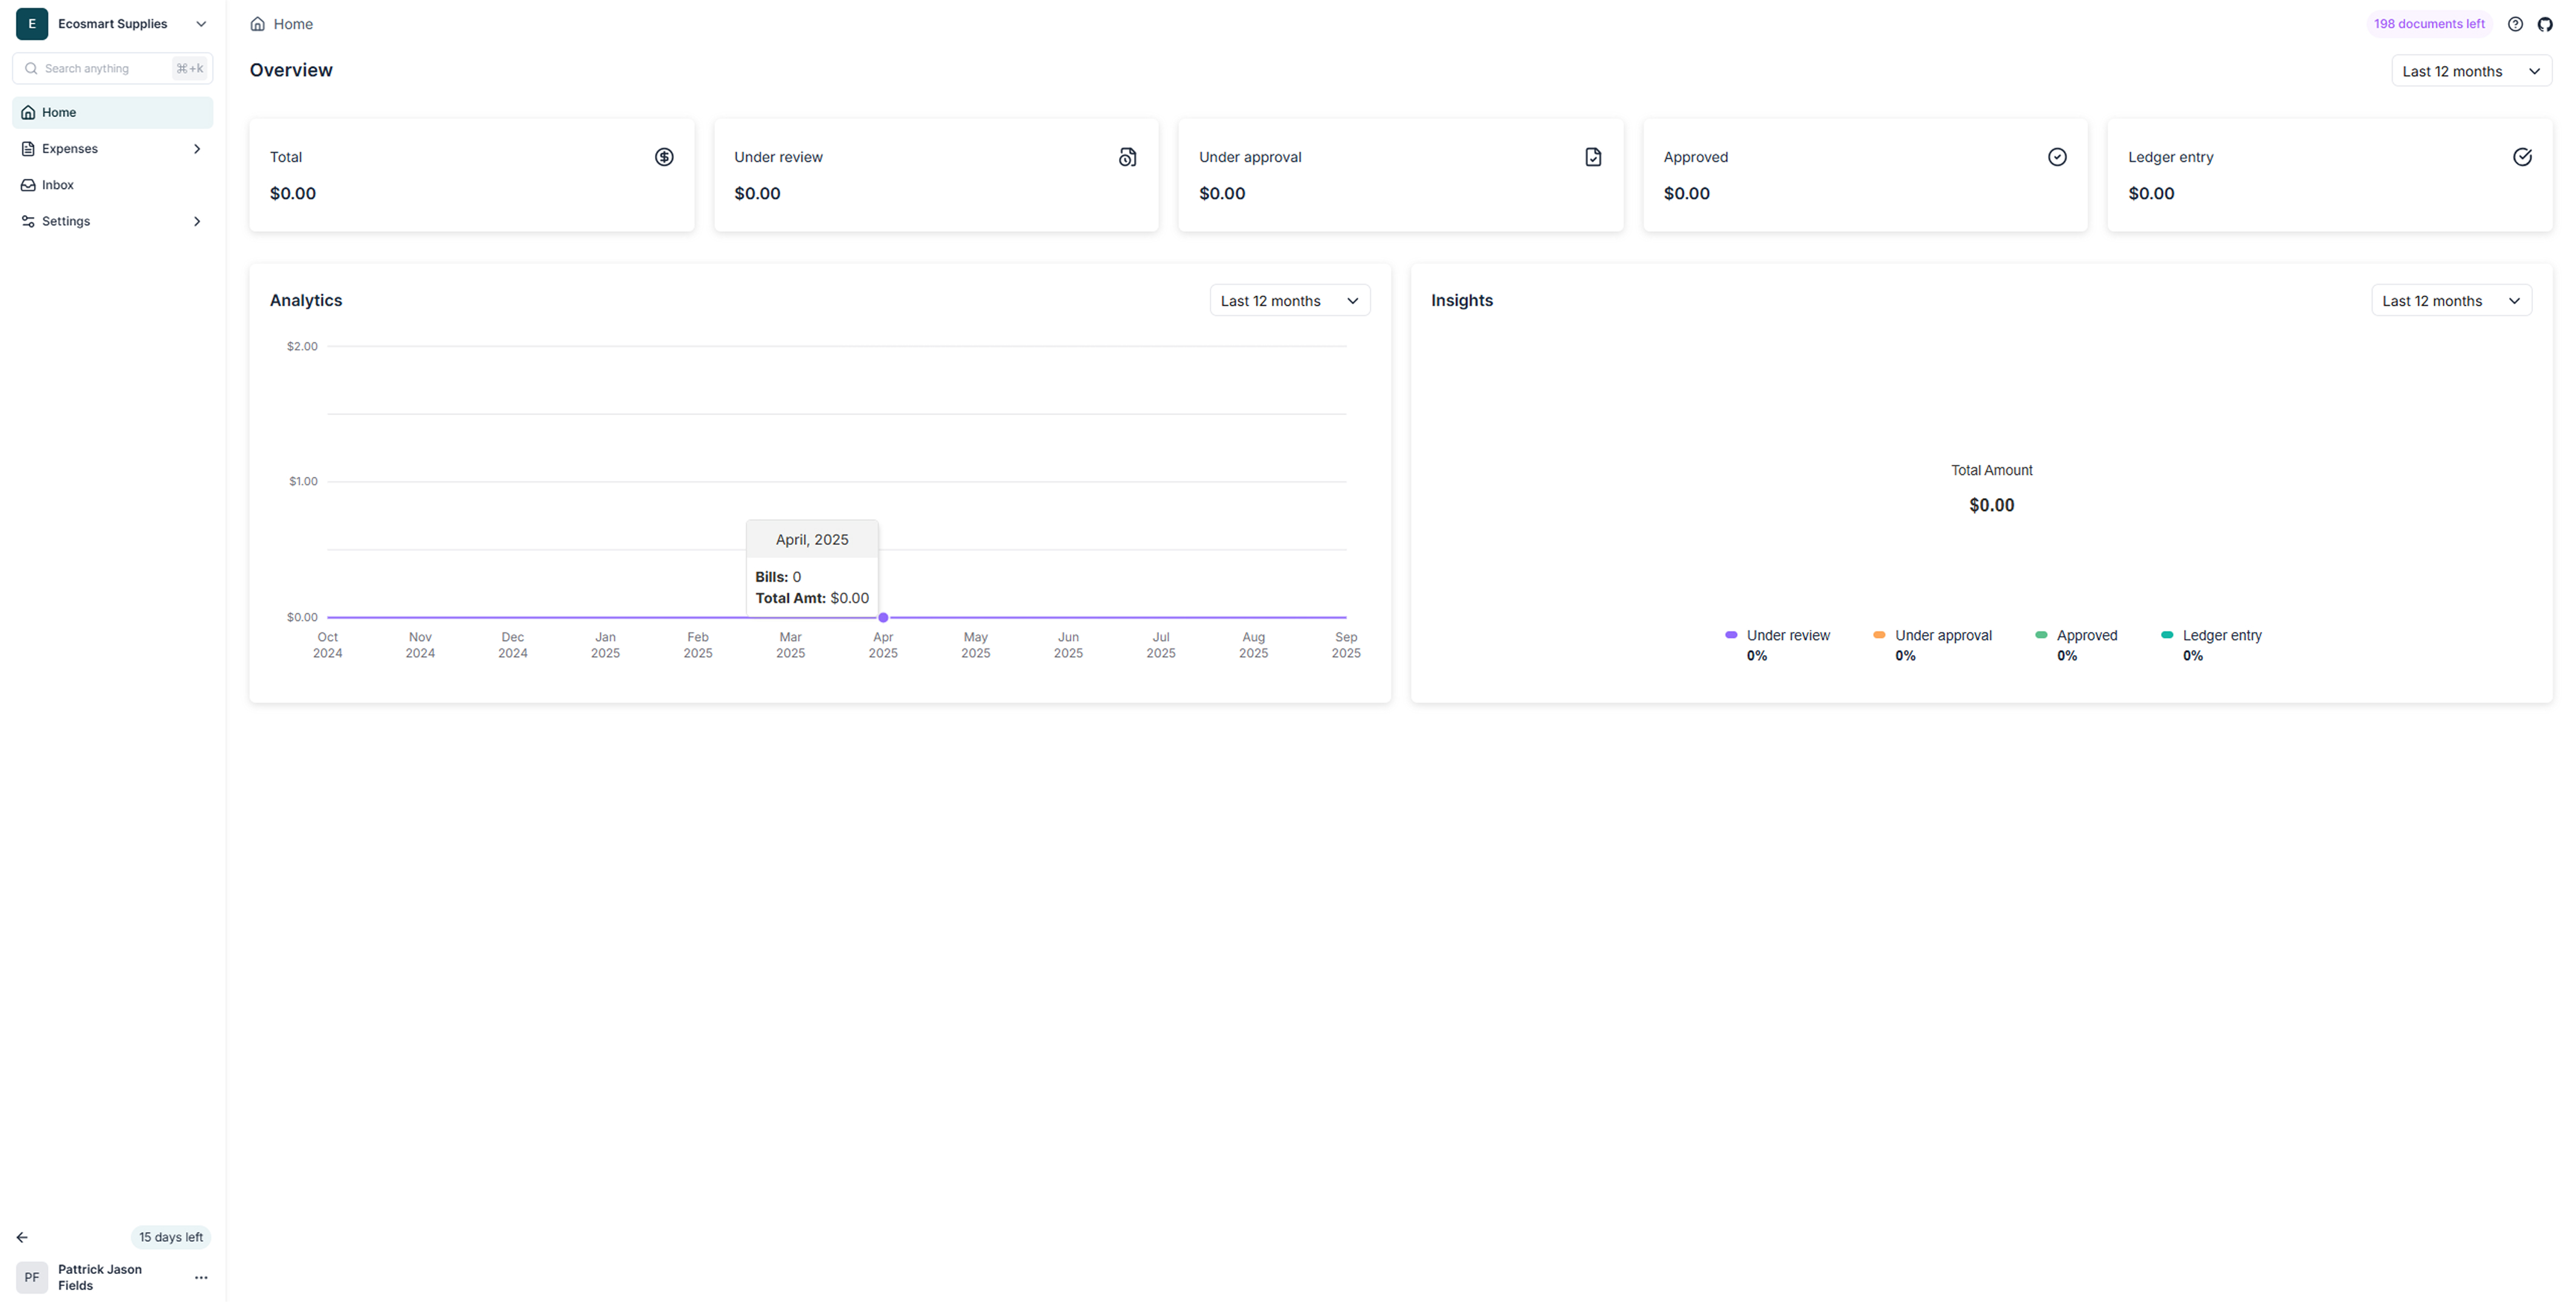 E Ecosmart Supplies
Search anything ⌘+k
Home
Expenses
Inbox
Settings
15 days left
PF Pattrick Jason
Fields
Home
198 documents left
Overview
Last 12 months
Total
$0.00
Under review
$0.00
Under approval
$0.00
Approved
$0.00
Ledger entry
$0.00
Analytics
Last 12 months
$2.00
$1.00
$0.00
April, 2025
Bills: 0
Total Amt: $0.00
Oct Nov Dec Jan Feb Mar Apr May Jun Jul Aug Sep
2024 2024 2024 2025 2025 2025 2025 2025 2025 2025 2025 2025
Insights
Last 12 months
Total Amount
$0.00
Under review Under approval Approved Ledger entry
0% 0% 0% 0%